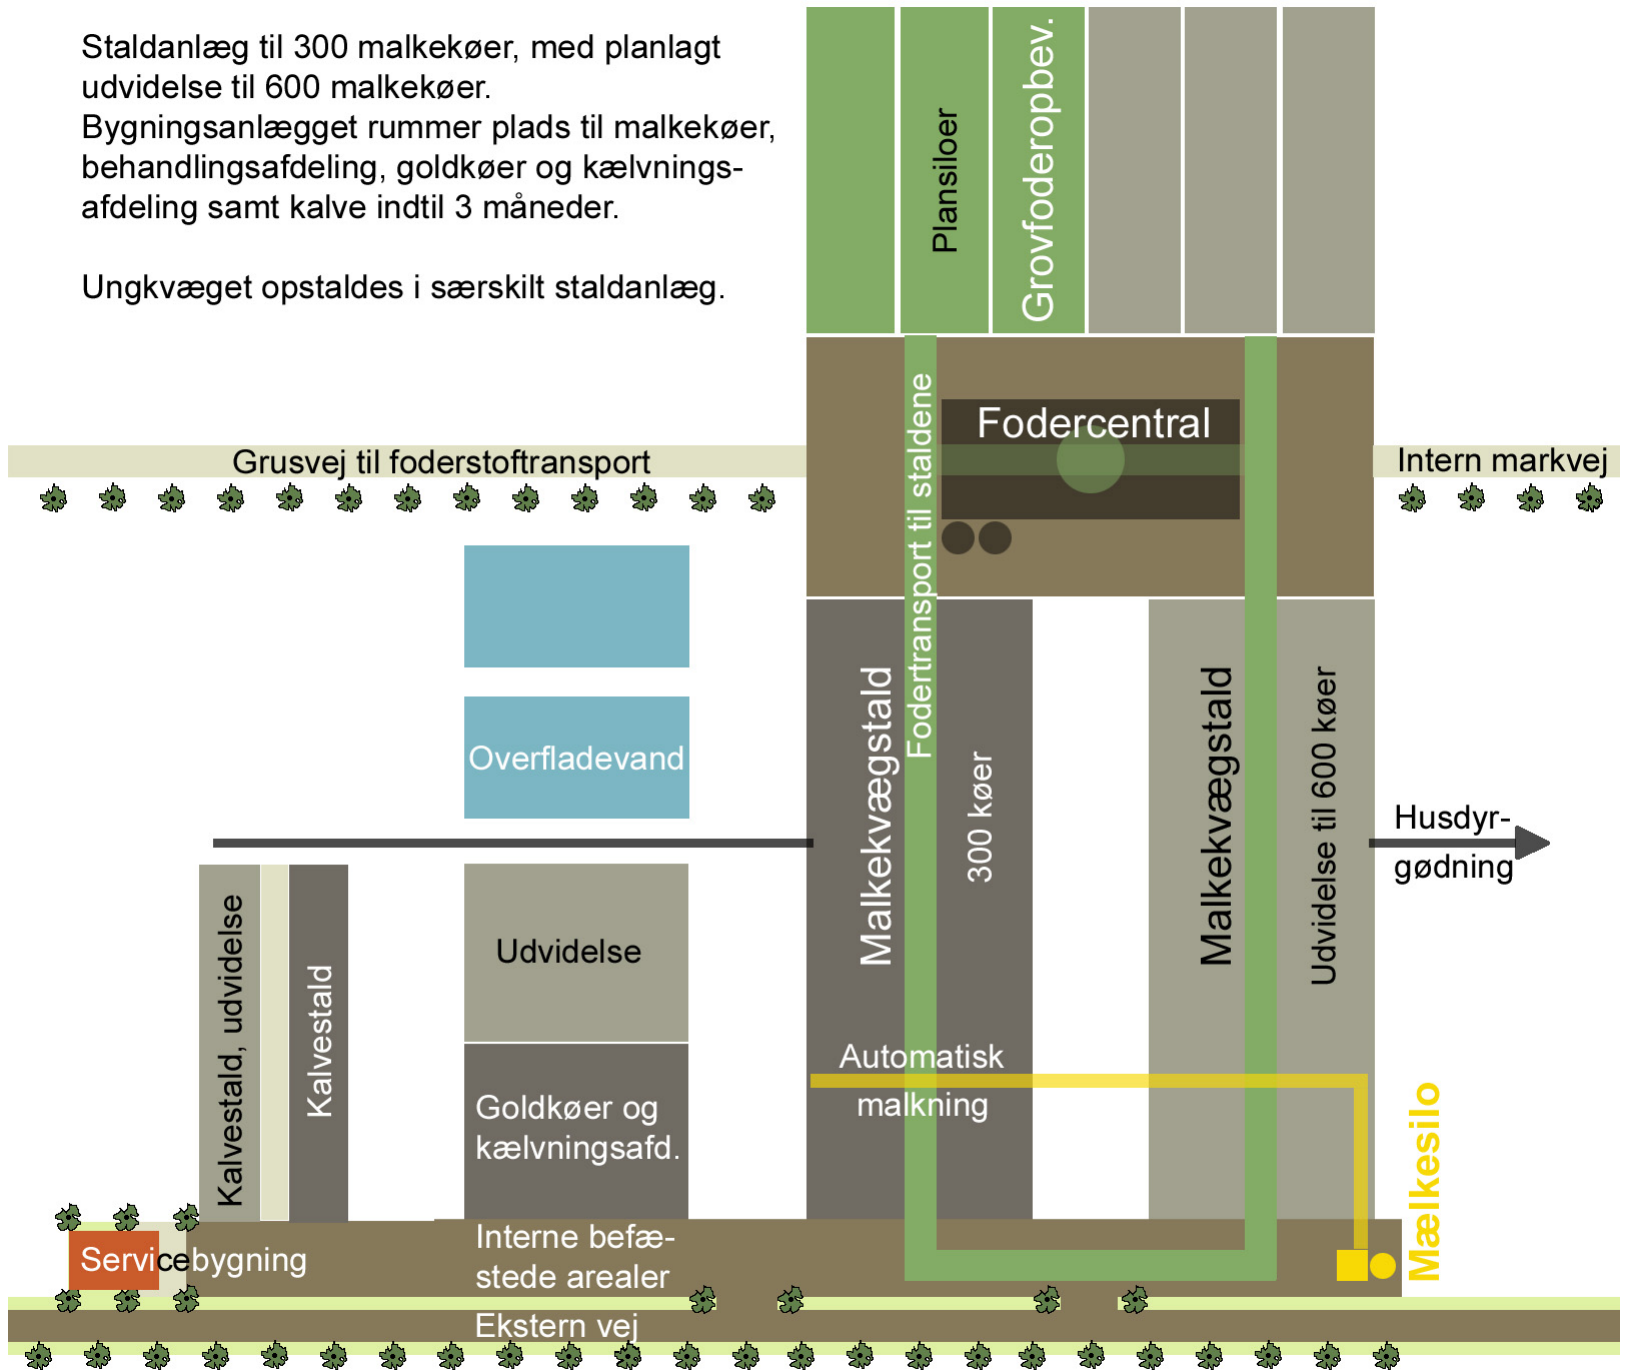 Staldanlæg til 300 malkekøer, med planlagt
udvidelse til 600 malkekøer.
Bygningsanlægget rummer plads til malkekøer,
behandlingsafdeling, goldkøer og kælvnings-
afdeling samt kalve indtil 3 måneder.
Ungkvæget opstaldes i særskilt staldanlæg.
Plansiloer
Grovfoderopbev.
Fodercentral
Grusvej til foderstoftransport
Intern markvej
Fodertransport til staldene
Overfladevand
Malkekvægstald
300 køer
Malkekvægstald
Udvidelse til 600 køer
Husdyr-
gødning
Kalvestald, udvidelse
Kalvestald
Udvidelse
Goldkøer og
kælvningsafd.
Automatisk
malkning
Mælkesilo
Servicebygning
Interne befæ-
stede arealer
Ekstern vej